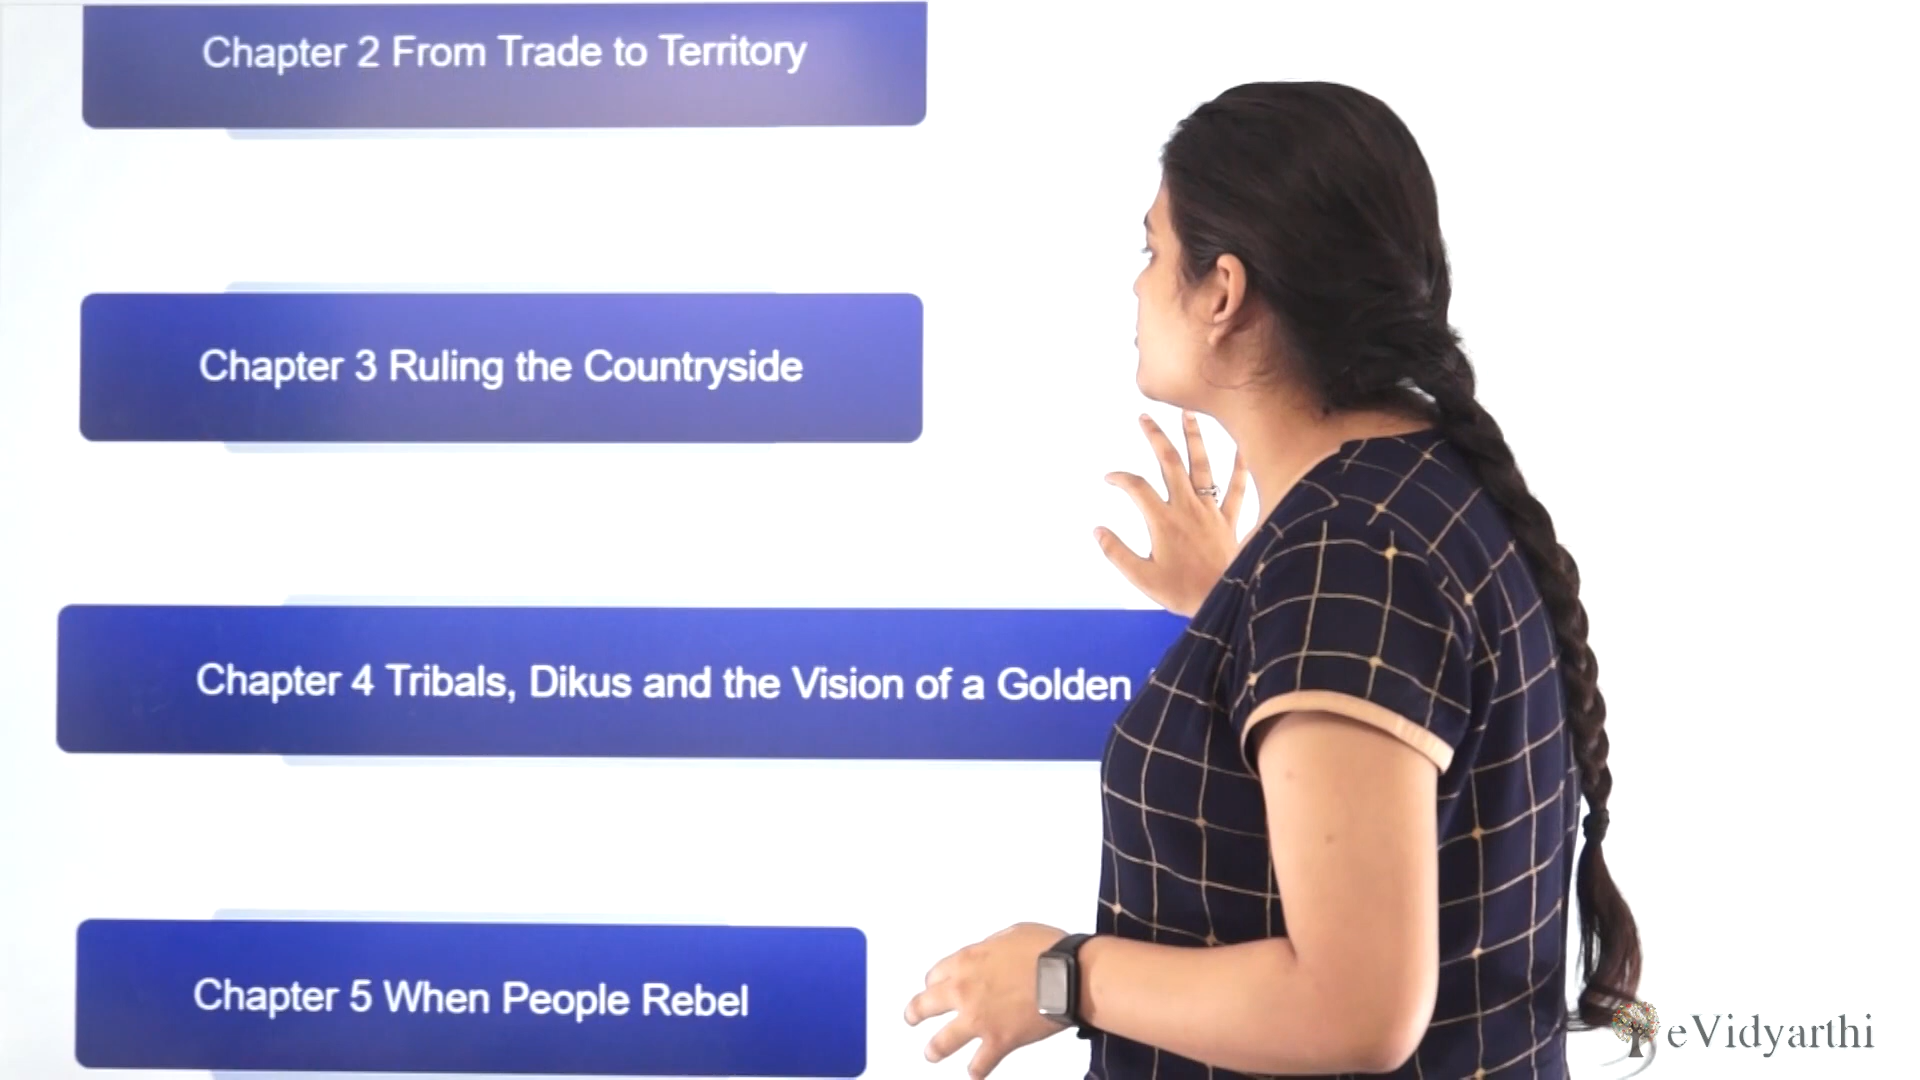 Chapter 2 From Trade to Territory
Chapter 3 Ruling the Countryside
Chapter 4 Tribals, Dikus and the Vision of a Golden
Chapter 5 When People Rebel
eVidyarthi